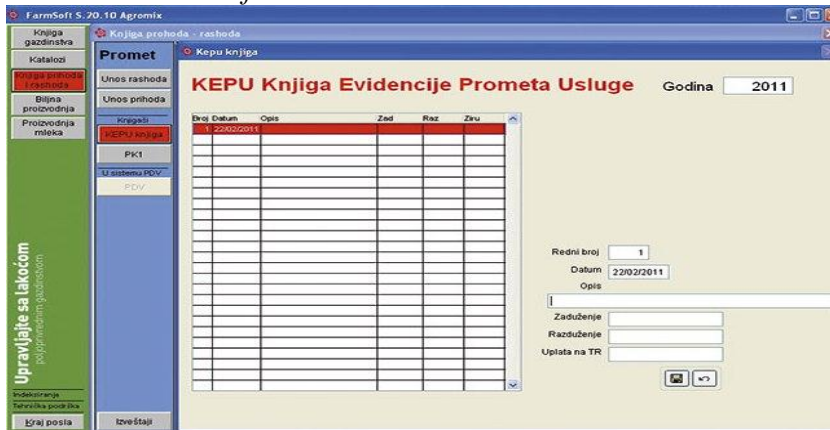 FarmSoft S.20.10 Agromix
Knjiga gazdinstva
Katalozi
Knjiga prihoda i rashoda
Biljna proizvodnja
Proizvodnja mleka
Upravljajte sa lakoćom
poljoprivrednim gazdinstvom
Indeksiranje
Tehnička podrška
Kraj posla
Knjiga prohoda - rashoda
Promet
Unos rashoda
Unos prihoda
Knjigaši
KEPU knjiga
PK1
U sistemu PDV
PDV
Izveštaji
Kepu knjiga
KEPU Knjiga Evidencije Prometa Usluge
Godina 2011
Broj Datum Opis Zad Raz Ziru
1 22/02/2011
Redni broj 1
Datum 22/02/2011
Opis
Zaduženje
Razduženje
Uplata na TR